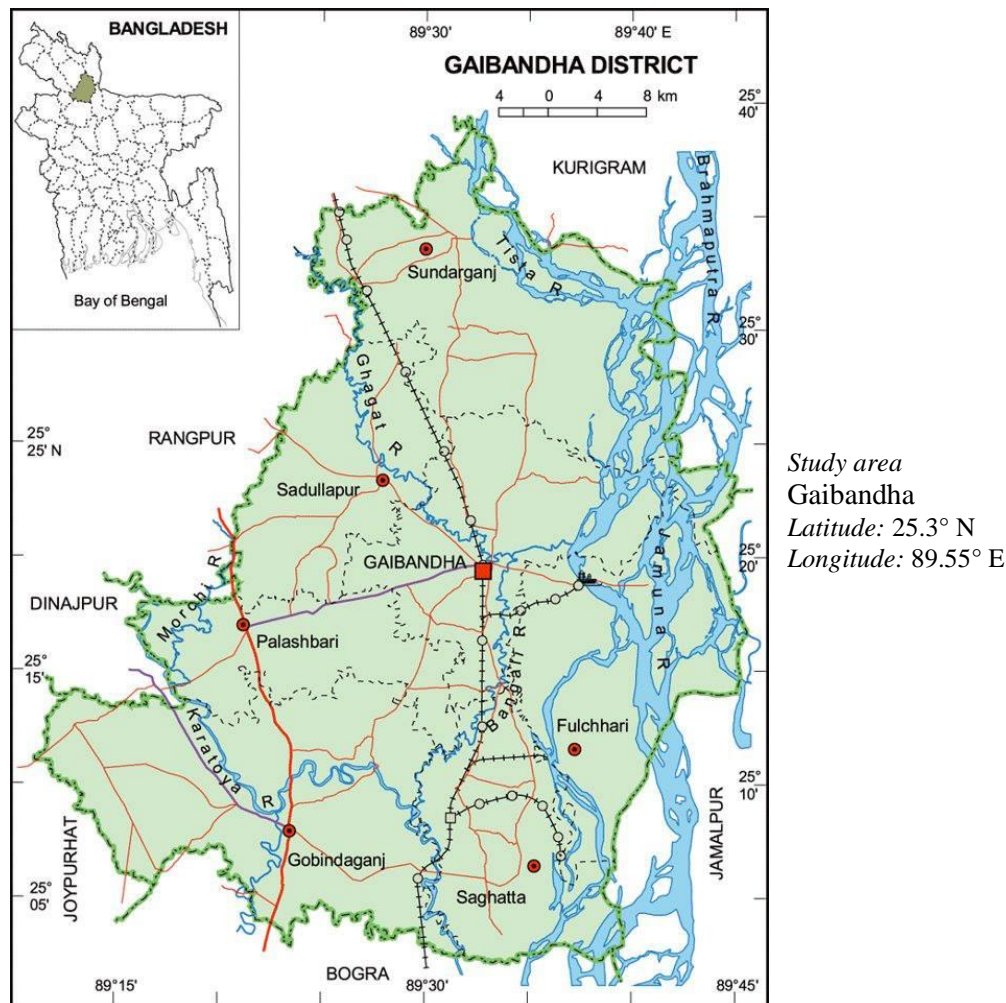 BANGLADESH
Bay of Bengal
89°30'
89°40' E
GAIBANDHA DISTRICT
4 0 4 8 km
25°
40'
KURIGRAM
Brahmaputra R
Tista R
Sundarganj
25°
30'
Ghagat R
25°
25' N
RANGPUR
Sadullapur
GAIBANDHA
25°
20'
Jamuna R
DINAJPUR
Morchi R
Palashbari
Bangali R
25°
15'
Karatoya R
Fulchhari
25°
10'
JOYPURHAT
JAMALPUR
Gobindaganj
Saghatta
25°
05'
BOGRA
89°15'
89°30'
89°45'
Study area
Gaibandha
Latitude: 25.3° N
Longitude: 89.55° E